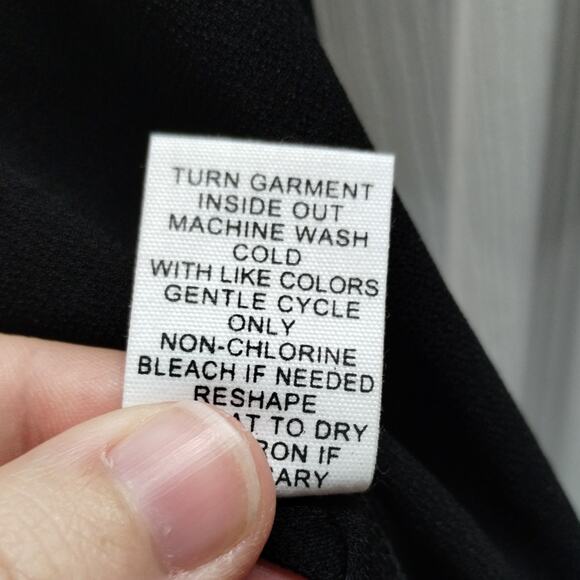 TURN GARMENT
INSIDE OUT
MACHINE WASH
COLD
WITH LIKE COLORS
GENTLE CYCLE
ONLY
NON-CHLORINE
BLEACH IF NEEDED
RESHAPE
TO DRY
IF